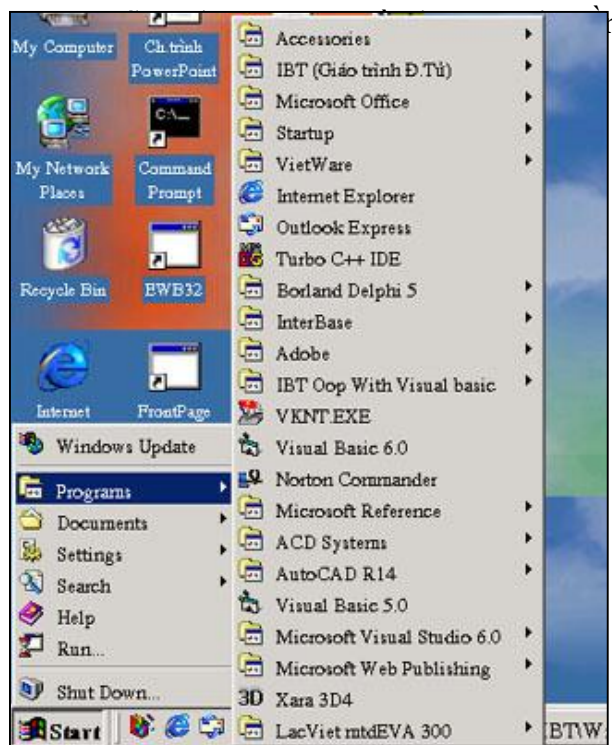 My Computer
Ch.trình
PowerPoint
My Network
Places
Command
Prompt
Recycle Bin
EWB32
Internet
FrontPage
Windows Update
Programs
Documents
Settings
Search
Help
Run...
Shut Down...
Start
Accessories
IBT (Giáo trình Đ.Tử)
Microsoft Office
Startup
VietWare
Internet Explorer
Outlook Express
Turbo C++ IDE
Borland Delphi 5
InterBase
Adobe
IBT Oop With Visual basic
VKNT.EXE
Visual Basic 6.0
Norton Commander
Microsoft Reference
ACD Systems
AutoCAD R14
Visual Basic 5.0
Microsoft Visual Studio 6.0
Microsoft Web Publishing
3D Xara 3D4
LacViet mtdEVA 300
IBT\W